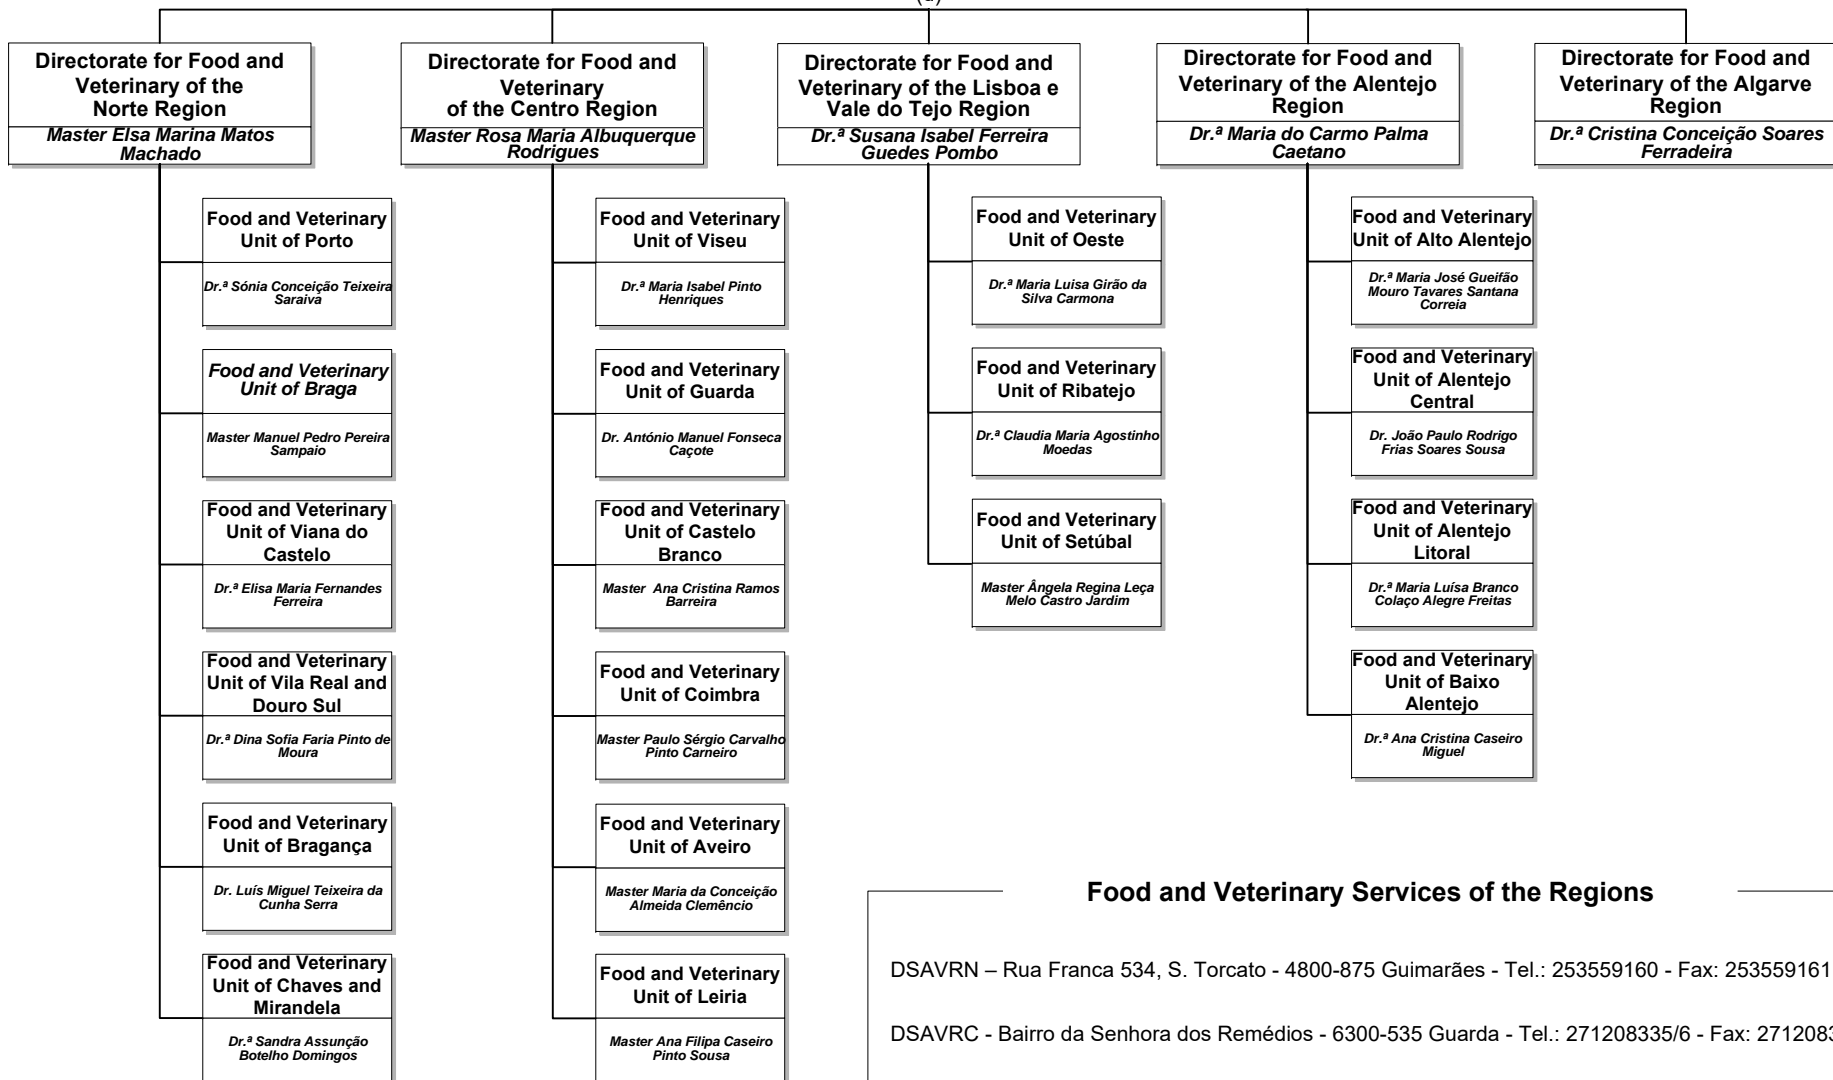 (d)
Directorate for Food and
Veterinary of the
Norte Region
Master Elsa Marina Matos
Machado
Directorate for Food and
Veterinary
of the Centro Region
Master Rosa Maria Albuquerque
Rodrigues
Directorate for Food and
Veterinary of the Lisboa e
Vale do Tejo Region
Dr.ª Susana Isabel Ferreira
Guedes Pombo
Directorate for Food and
Veterinary of the Alentejo
Region
Dr.ª Maria do Carmo Palma
Caetano
Directorate for Food and
Veterinary of the Algarve
Region
Dr.ª Cristina Conceição Soares
Ferradeira
Food and Veterinary
Unit of Porto
Dr.ª Sónia Conceição Teixeira
Saraiva
Food and Veterinary
Unit of Braga
Master Manuel Pedro Pereira
Sampaio
Food and Veterinary
Unit of Viana do
Castelo
Dr.ª Elisa Maria Fernandes
Ferreira
Food and Veterinary
Unit of Vila Real and
Douro Sul
Dr.ª Dina Sofia Faria Pinto de
Moura
Food and Veterinary
Unit of Bragança
Dr. Luís Miguel Teixeira da
Cunha Serra
Food and Veterinary
Unit of Chaves and
Mirandela
Dr.ª Sandra Assunção
Botelho Domingos
Food and Veterinary
Unit of Viseu
Dr.ª Maria Isabel Pinto
Henriques
Food and Veterinary
Unit of Guarda
Dr. António Manuel Fonseca
Caçote
Food and Veterinary
Unit of Castelo
Branco
Master Ana Cristina Ramos
Barreira
Food and Veterinary
Unit of Coimbra
Master Paulo Sérgio Carvalho
Pinto Carneiro
Food and Veterinary
Unit of Aveiro
Master Maria da Conceição
Almeida Clemêncio
Food and Veterinary
Unit of Leiria
Master Ana Filipa Caseiro
Pinto Sousa
Food and Veterinary
Unit of Oeste
Dr.ª Maria Luisa Girão da
Silva Carmona
Food and Veterinary
Unit of Ribatejo
Dr.ª Claudia Maria Agostinho
Moedas
Food and Veterinary
Unit of Setúbal
Master Ângela Regina Leça
Melo Castro Jardim
Food and Veterinary
Unit of Alto Alentejo
Dr.ª Maria José Gueifão
Mouro Tavares Santana
Correia
Food and Veterinary
Unit of Alentejo
Central
Dr. João Paulo Rodrigo
Frias Soares Sousa
Food and Veterinary
Unit of Alentejo
Litoral
Dr.ª Maria Luísa Branco
Colaço Alegre Freitas
Food and Veterinary
Unit of Baixo
Alentejo
Dr.ª Ana Cristina Caseiro
Miguel
Food and Veterinary Services of the Regions
DSAVRN – Rua Franca 534, S. Torcato - 4800-875 Guimarães - Tel.: 253559160 - Fax: 253559161
DSAVRC - Bairro da Senhora dos Remédios - 6300-535 Guarda - Tel.: 271208335/6 - Fax: